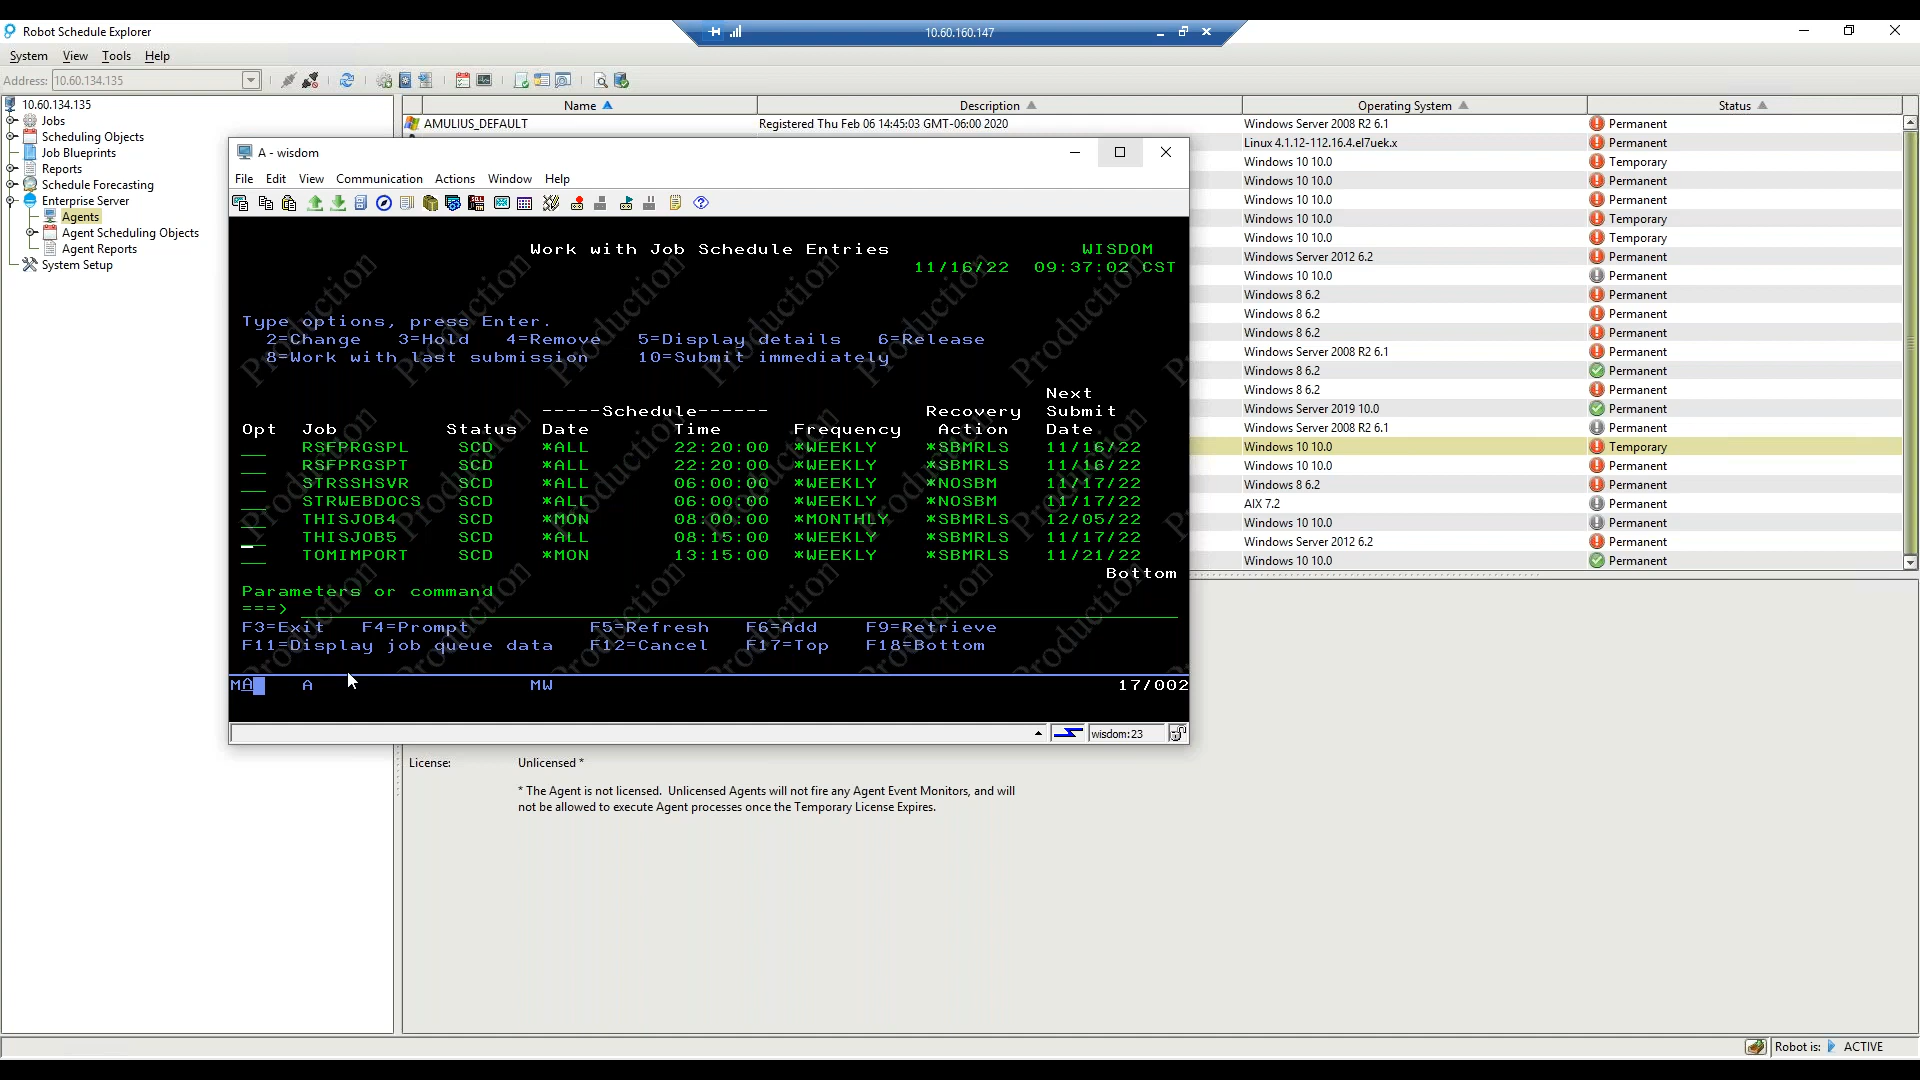 10.60.160.147
Robot Schedule Explorer
System View Tools Help
Address: 10.60.134.135
10.60.134.135
Jobs
Scheduling Objects
Job Blueprints
Reports
Schedule Forecasting
Enterprise Server
Agents
Agent Scheduling Objects
Agent Reports
System Setup
Name Description Operating System Status
AMULIUS_DEFAULT Registered Thu Feb 06 14:45:03 GMT-06:00 2020 Windows Server 2008 R2 6.1 Permanent
Linux 4.1.12-112.16.4.el7uek.x Permanent
Windows 10 10.0 Temporary
Windows 10 10.0 Permanent
Windows 10 10.0 Permanent
Windows 10 10.0 Temporary
Windows 10 10.0 Temporary
Windows Server 2012 6.2 Permanent
Windows 10 10.0 Permanent
Windows 8 6.2 Permanent
Windows 8 6.2 Permanent
Windows 8 6.2 Permanent
Windows Server 2008 R2 6.1 Permanent
Windows 8 6.2 Permanent
Windows 8 6.2 Permanent
Windows Server 2019 10.0 Permanent
Windows Server 2008 R2 6.1 Permanent
Windows 10 10.0 Temporary
Windows 10 10.0 Permanent
Windows 8 6.2 Permanent
AIX 7.2 Permanent
Windows 10 10.0 Permanent
Windows Server 2012 6.2 Permanent
Windows 10 10.0 Permanent
A - wisdom
File Edit View Communication Actions Window Help
Work with Job Schedule Entries WISDOM
11/16/22 09:37:02 CST
Type options, press Enter.
2=Change 3=Hold 4=Remove 5=Display details 6=Release
8=Work with last submission 10=Submit immediately
Next
-----Schedule------ Recovery Submit
Opt Job Status Date Time Frequency Action Date
RSFPRGSPL SCD *ALL 22:20:00 *WEEKLY *SBMRLS 11/16/22
RSFPRGSPT SCD *ALL 22:20:00 *WEEKLY *SBMRLS 11/16/22
STRSSHSVR SCD *ALL 06:00:00 *WEEKLY *NOSBM 11/17/22
STRWEBDOCS SCD *ALL 06:00:00 *WEEKLY *NOSBM 11/17/22
THISJOB4 SCD *MON 08:00:00 *MONTHLY *SBMRLS 12/05/22
THISJOB5 SCD *ALL 08:15:00 *WEEKLY *SBMRLS 11/17/22
TOMIMPORT SCD *MON 13:15:00 *WEEKLY *SBMRLS 11/21/22
Bottom
Parameters or command
===>
F3=Exit F4=Prompt F5=Refresh F6=Add F9=Retrieve
F11=Display job queue data F12=Cancel F17=Top F18=Bottom
MA A MW 17/002
wisdom:23
Production Production Production Production Production Production
Production Production Production Production Production Production
Production Production Production Production Production Production
License: Unlicensed *
* The Agent is not licensed. Unlicensed Agents will not fire any Agent Event Monitors, and will
not be allowed to execute Agent processes once the Temporary License Expires.
Robot is: ACTIVE